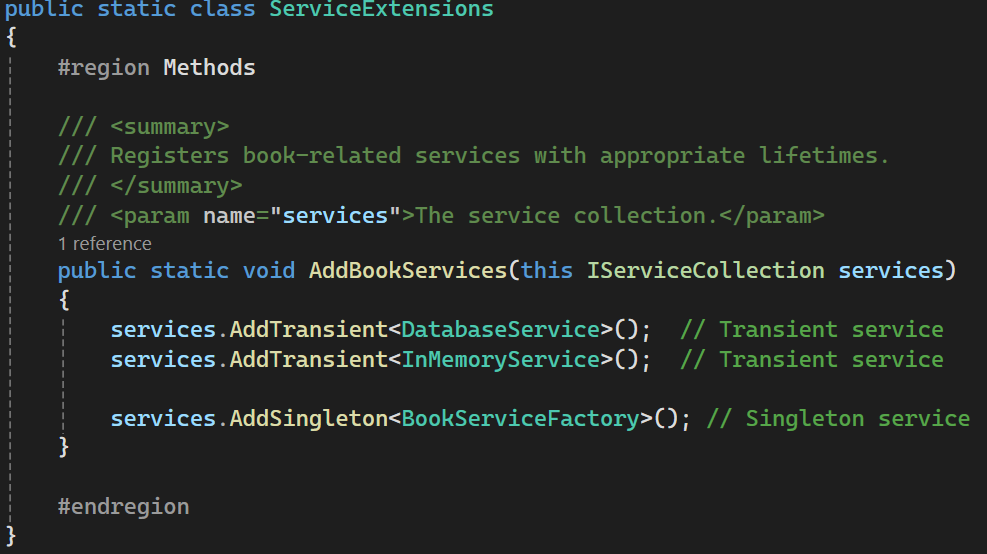 public static class ServiceExtensions
{
#region Methods
/// <summary>
/// Registers book-related services with appropriate lifetimes.
/// </summary>
/// <param name="services">The service collection.</param>
1 reference
public static void AddBookServices(this IServiceCollection services)
{
services.AddTransient<DatabaseService>(); // Transient service
services.AddTransient<InMemoryService>(); // Transient service
services.AddSingleton<BookServiceFactory>(); // Singleton service
}
#endregion
}